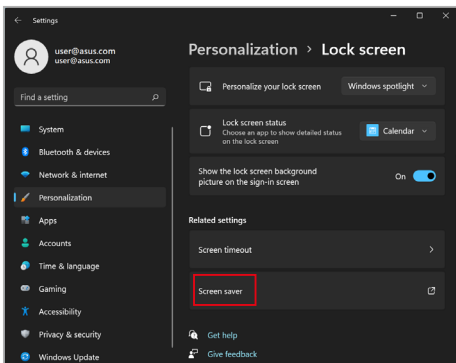 Settings
user@asus.com
user@asus.com
Find a setting
System
Bluetooth & devices
Network & internet
Personalization
Apps
Accounts
Time & language
Gaming
Accessibility
Privacy & security
Windows Update
Personalization > Lock screen
Personalize your lock screen
Windows spotlight
Lock screen status
Choose an app to show detailed status
on the lock screen
Calendar
Show the lock screen background
picture on the sign-in screen
On
Related settings
Screen timeout
Screen saver
Get help
Give feedback